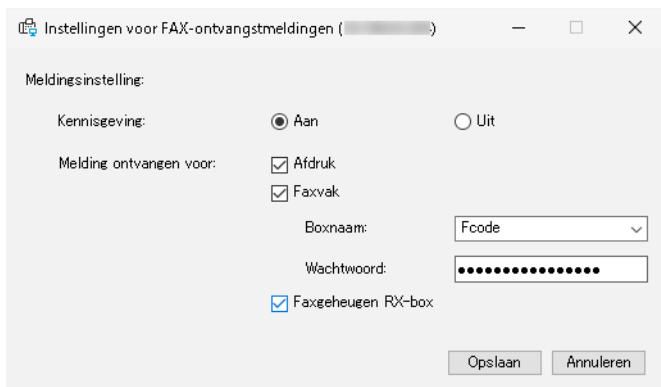 Instellingen voor FAX-ontvangstmeldingen ( )
Meldingsinstelling:
Kennisgeving: Aan Uit
Melding ontvangen voor: Afdruk
Faxvak
Boxnaam: Fcode
Wachtwoord: ●●●●●●●●●●●●●●●●
Faxgeheugen RX-box
Opslaan Annuleren